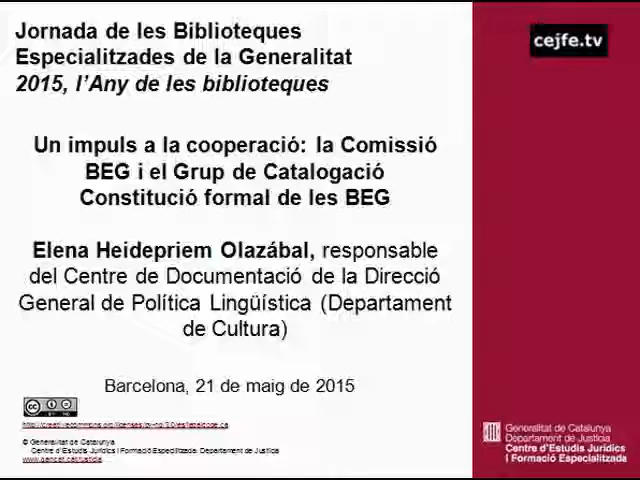 Jornada de les Biblioteques
Especialitzades de la Generalitat
2015, l'Any de les biblioteques
cejfe.tv
Un impuls a la cooperació: la Comissió
BEG i el Grup de Catalogació
Constitució formal de les BEG
Elena Heidepriem Olazábal, responsable
del Centre de Documentació de la Direcció
General de Política Lingüística (Departament
de Cultura)
Barcelona, 21 de maig de 2015
© Generalitat de Catalunya
Centre d'Estudis Jurídics i Formació Especialitzada. Departament de Justícia
www.gencat.cat/justicia
Generalitat de Catalunya
Departament de Justícia
Centre d'Estudis Jurídics
i Formació Especialitzada